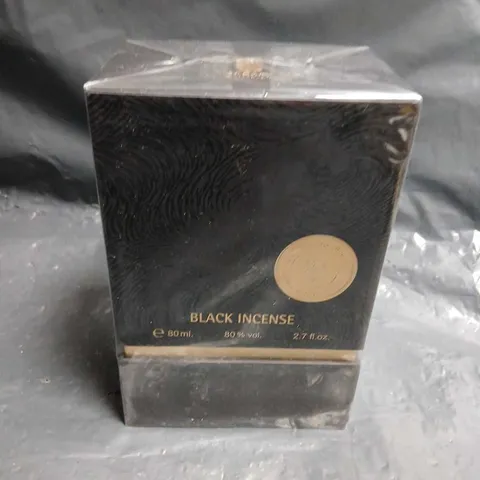 BLACK INCENSE
℮ 80 ml. 80 % vol. 2.7 fl.oz.